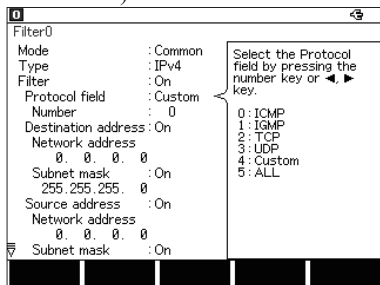 0
Filter0
Mode : Common
Type : IPv4
Filter : On
Protocol field : Custom
Number : 0
Destination address : On
Network address
0. 0. 0. 0
Subnet mask : On
255.255.255. 0
Source address : On
Network address
0. 0. 0. 0
Subnet mask : On
Select the Protocol
field by pressing the
number key or ◄, ►
key.
0 : ICMP
1 : IGMP
2 : TCP
3 : UDP
4 : Custom
5 : ALL